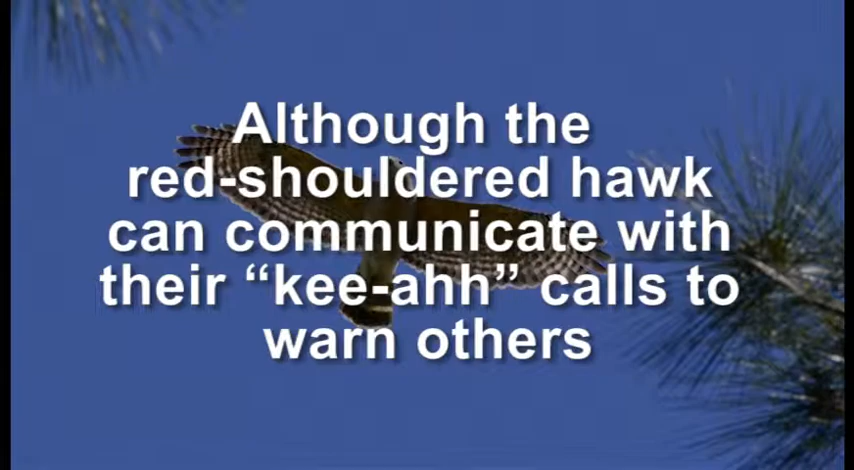 Although the
red-shouldered hawk
can communicate with
their “kee-ahh” calls to
warn others